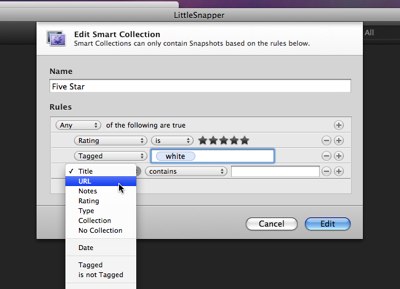 LittleSnapper
All
Edit Smart Collection
Smart Collections can only contain Snapshots based on the rules below.
Name
Five Star
Rules
Any of the following are true
Rating is ★★★★★
Tagged white
✓ Title contains
URL
Notes
Rating
Type
Collection
No Collection
Date
Tagged
is not Tagged
Cancel Edit